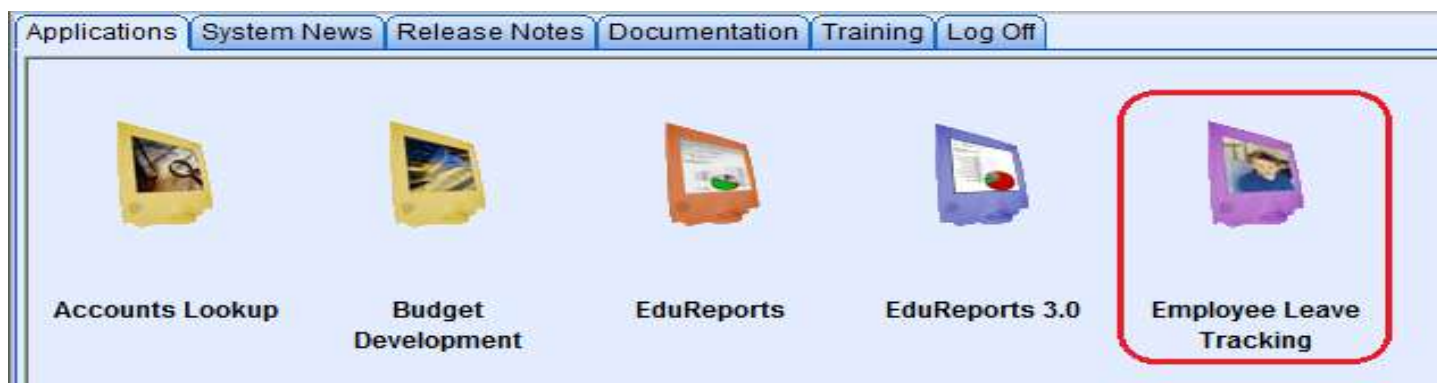 Applications System News Release Notes Documentation Training Log Off
Accounts Lookup
Budget
Development
EduReports
EduReports 3.0
Employee Leave
Tracking